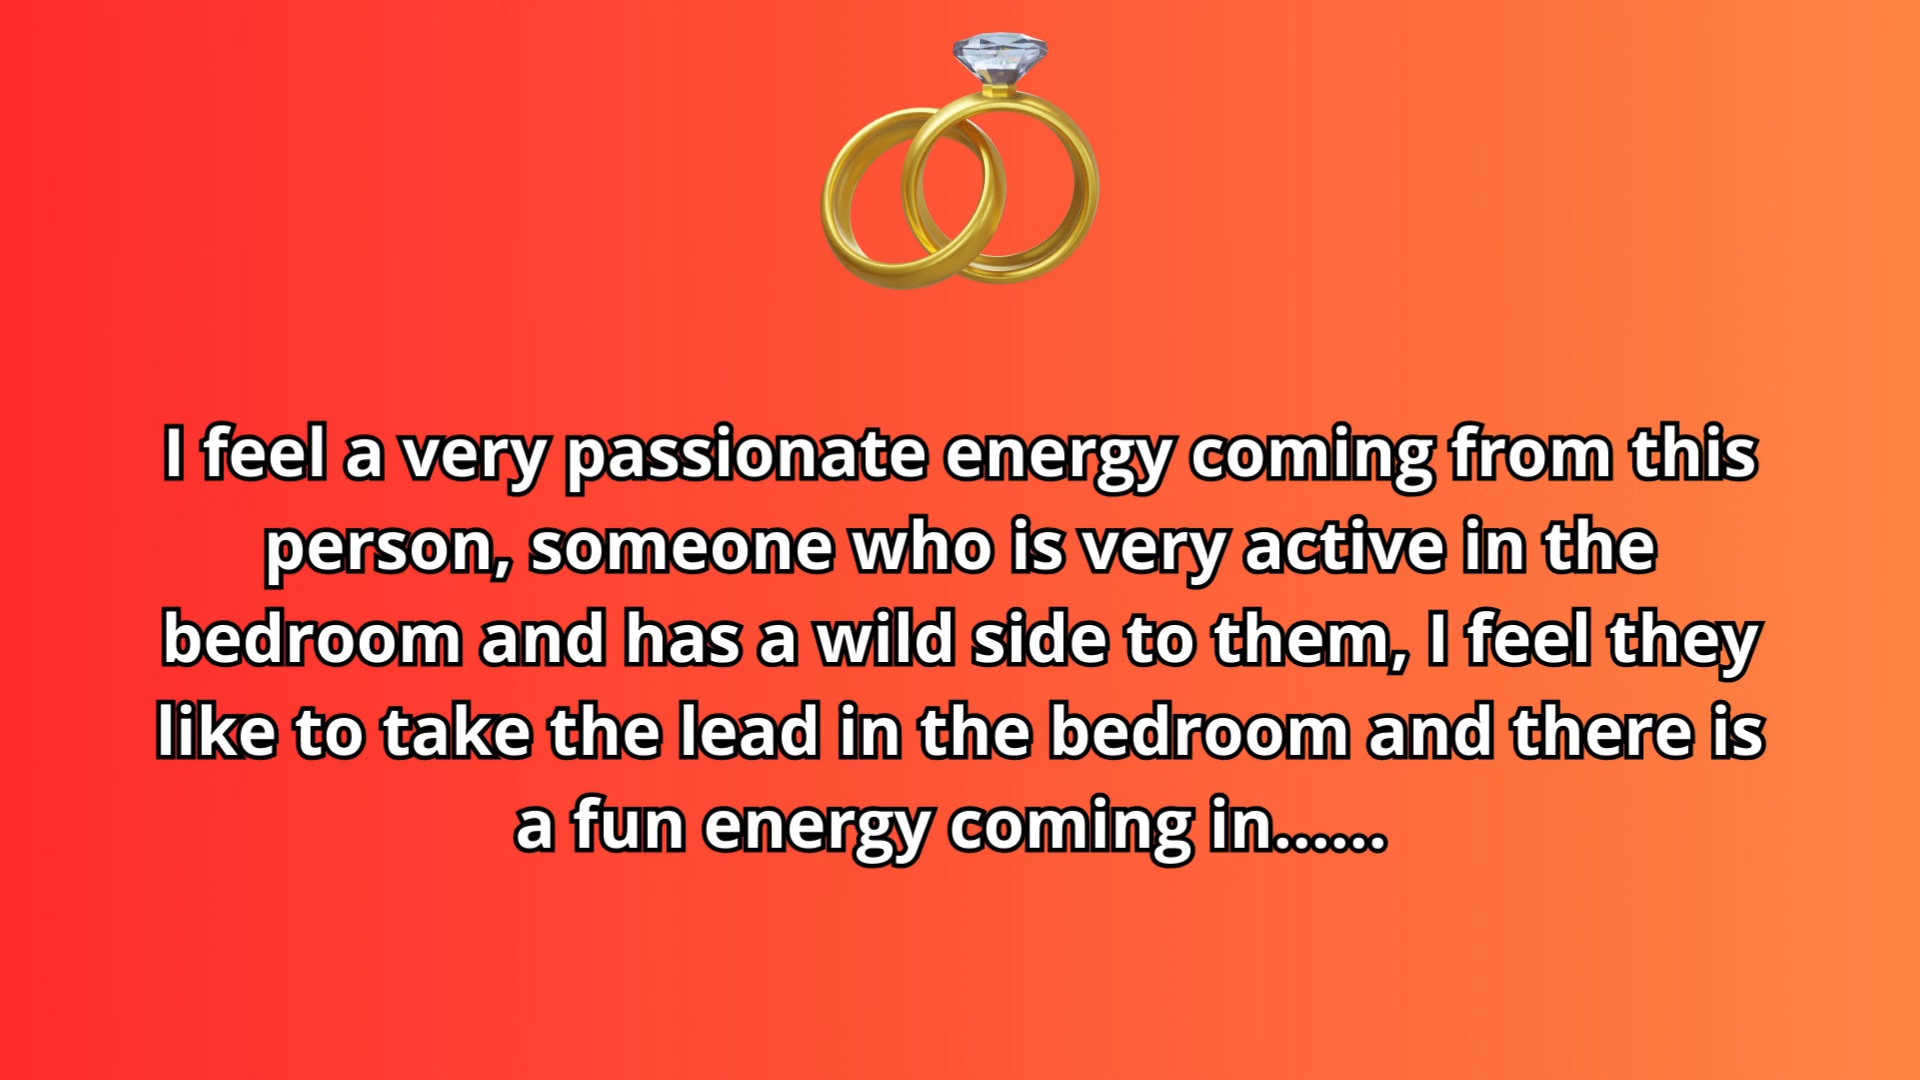 I feel a very passionate energy coming from this
person, someone who is very active in the
bedroom and has a wild side to them, I feel they
like to take the lead in the bedroom and there is
a fun energy coming in......